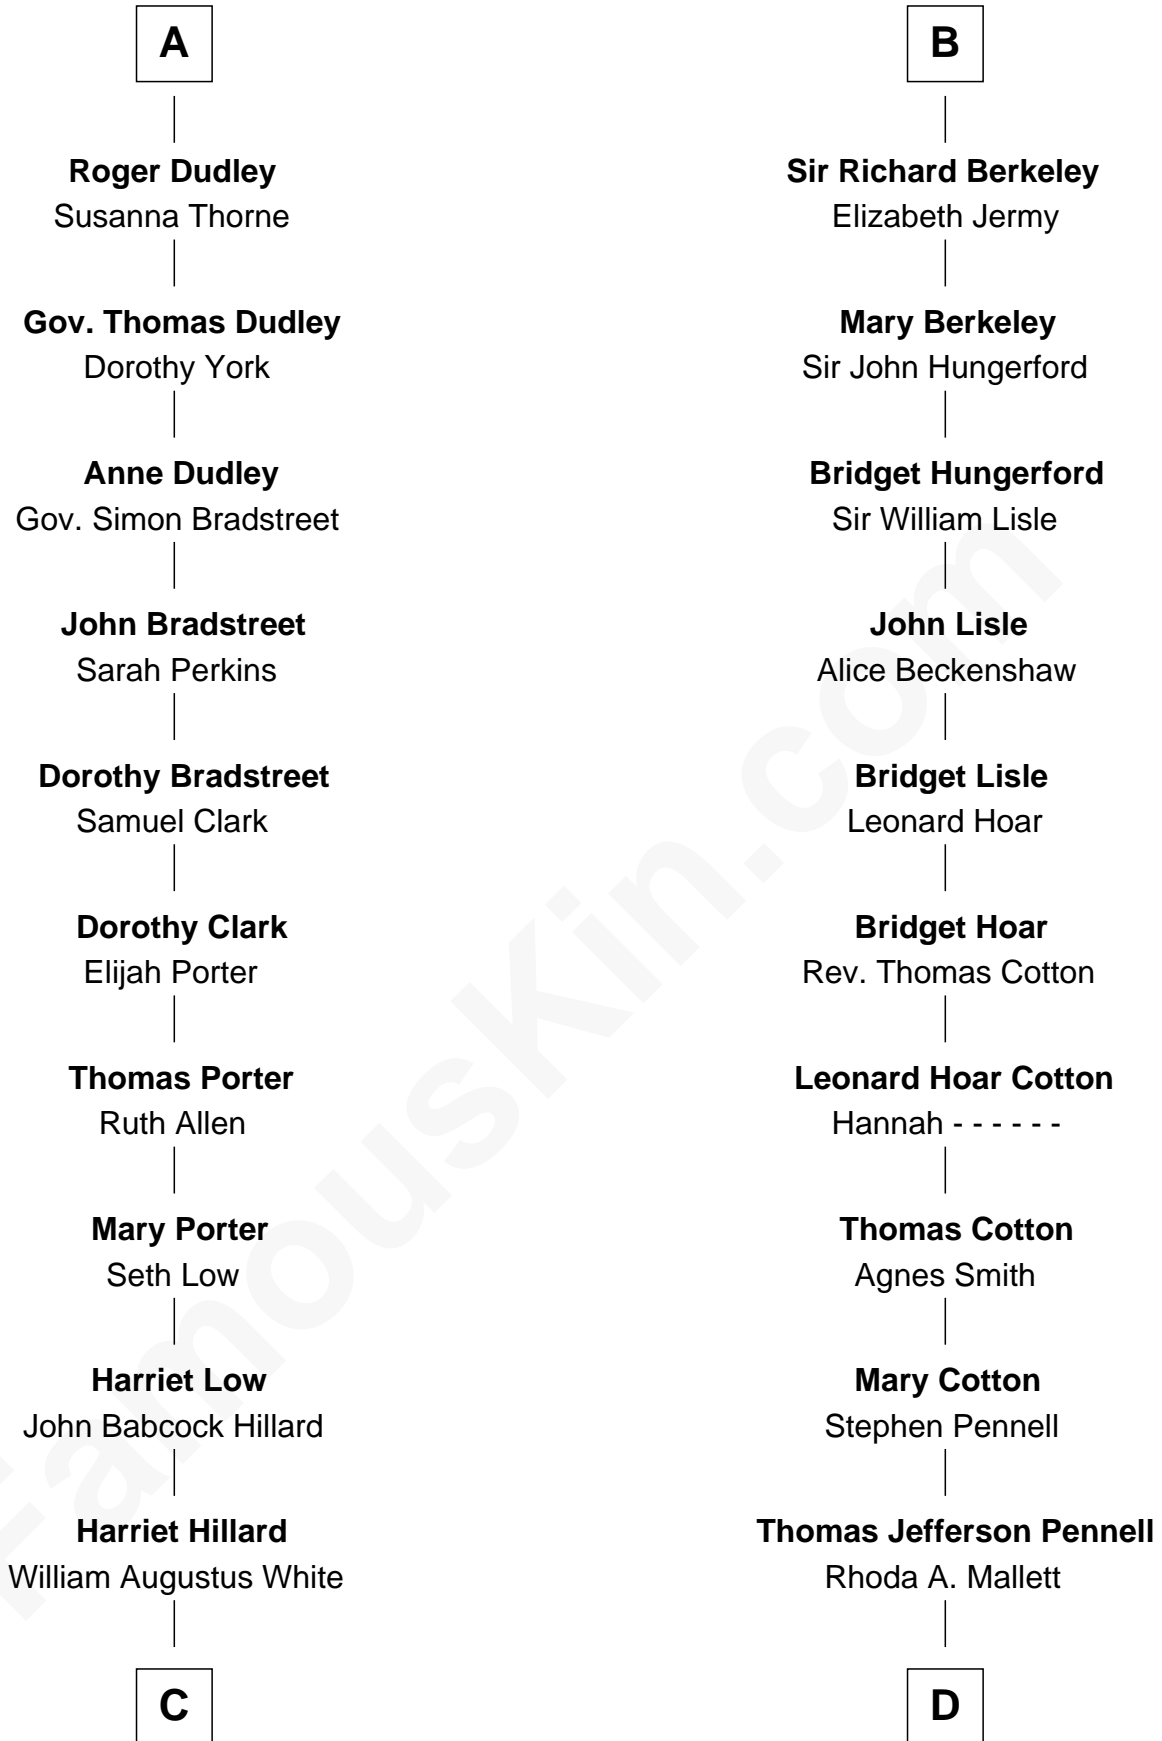 A
Roger Dudley
Susanna Thorne
Gov. Thomas Dudley
Dorothy York
Anne Dudley
Gov. Simon Bradstreet
John Bradstreet
Sarah Perkins
Dorothy Bradstreet
Samuel Clark
Dorothy Clark
Elijah Porter
Thomas Porter
Ruth Allen
Mary Porter
Seth Low
Harriet Low
John Babcock Hillard
Harriet Hillard
William Augustus White
C
B
Sir Richard Berkeley
Elizabeth Jermy
Mary Berkeley
Sir John Hungerford
Bridget Hungerford
Sir William Lisle
John Lisle
Alice Beckenshaw
Bridget Lisle
Leonard Hoar
Bridget Hoar
Rev. Thomas Cotton
Leonard Hoar Cotton
Hannah - - - - - -
Thomas Cotton
Agnes Smith
Mary Cotton
Stephen Pennell
Thomas Jefferson Pennell
Rhoda A. Mallett
D
FamousKin.com